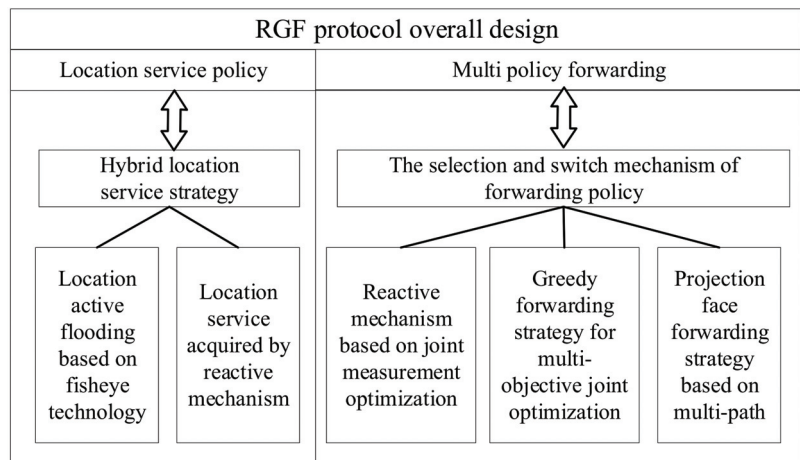 RGF protocol overall design
Location service policy
Multi policy forwarding
Hybrid location
service strategy
The selection and switch mechanism of
forwarding policy
Location
active
flooding
based on
fisheye
technology
Location
service
acquired by
reactive
mechanism
Reactive
mechanism
based on joint
measurement
optimization
Greedy
forwarding
strategy for
multi-
objective joint
optimization
Projection
face
forwarding
strategy
based on
multi-path